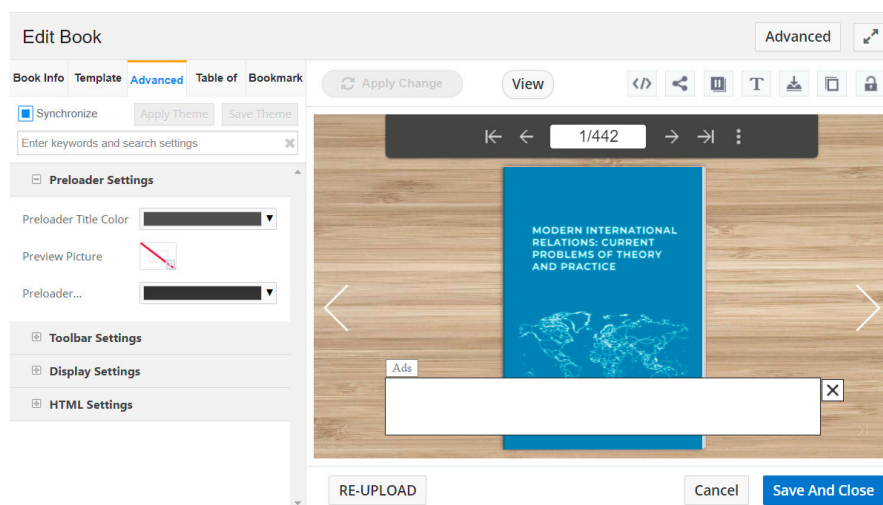 Edit Book
Advanced
Book Info Template Advanced Table of Bookmark
Apply Change
View
Synchronize
Apply Theme
Save Theme
Enter keywords and search settings
Preloader Settings
Preloader Title Color
Preview Picture
Preloader...
Toolbar Settings
Display Settings
HTML Settings
1/442
MODERN INTERNATIONAL
RELATIONS: CURRENT
PROBLEMS OF THEORY
AND PRACTICE
Ads
RE-UPLOAD
Cancel
Save And Close